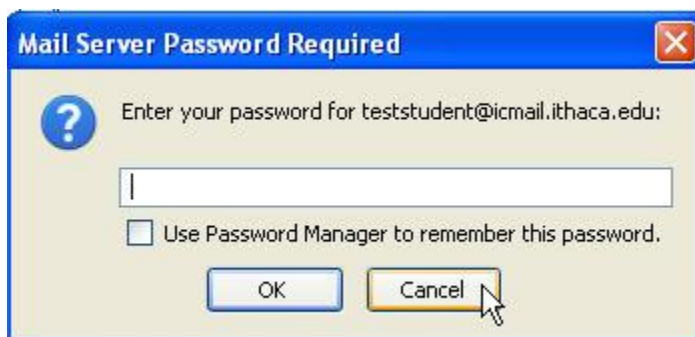 Mail Server Password Required
Enter your password for teststudent@icmail.ithaca.edu:
Use Password Manager to remember this password.
OK Cancel